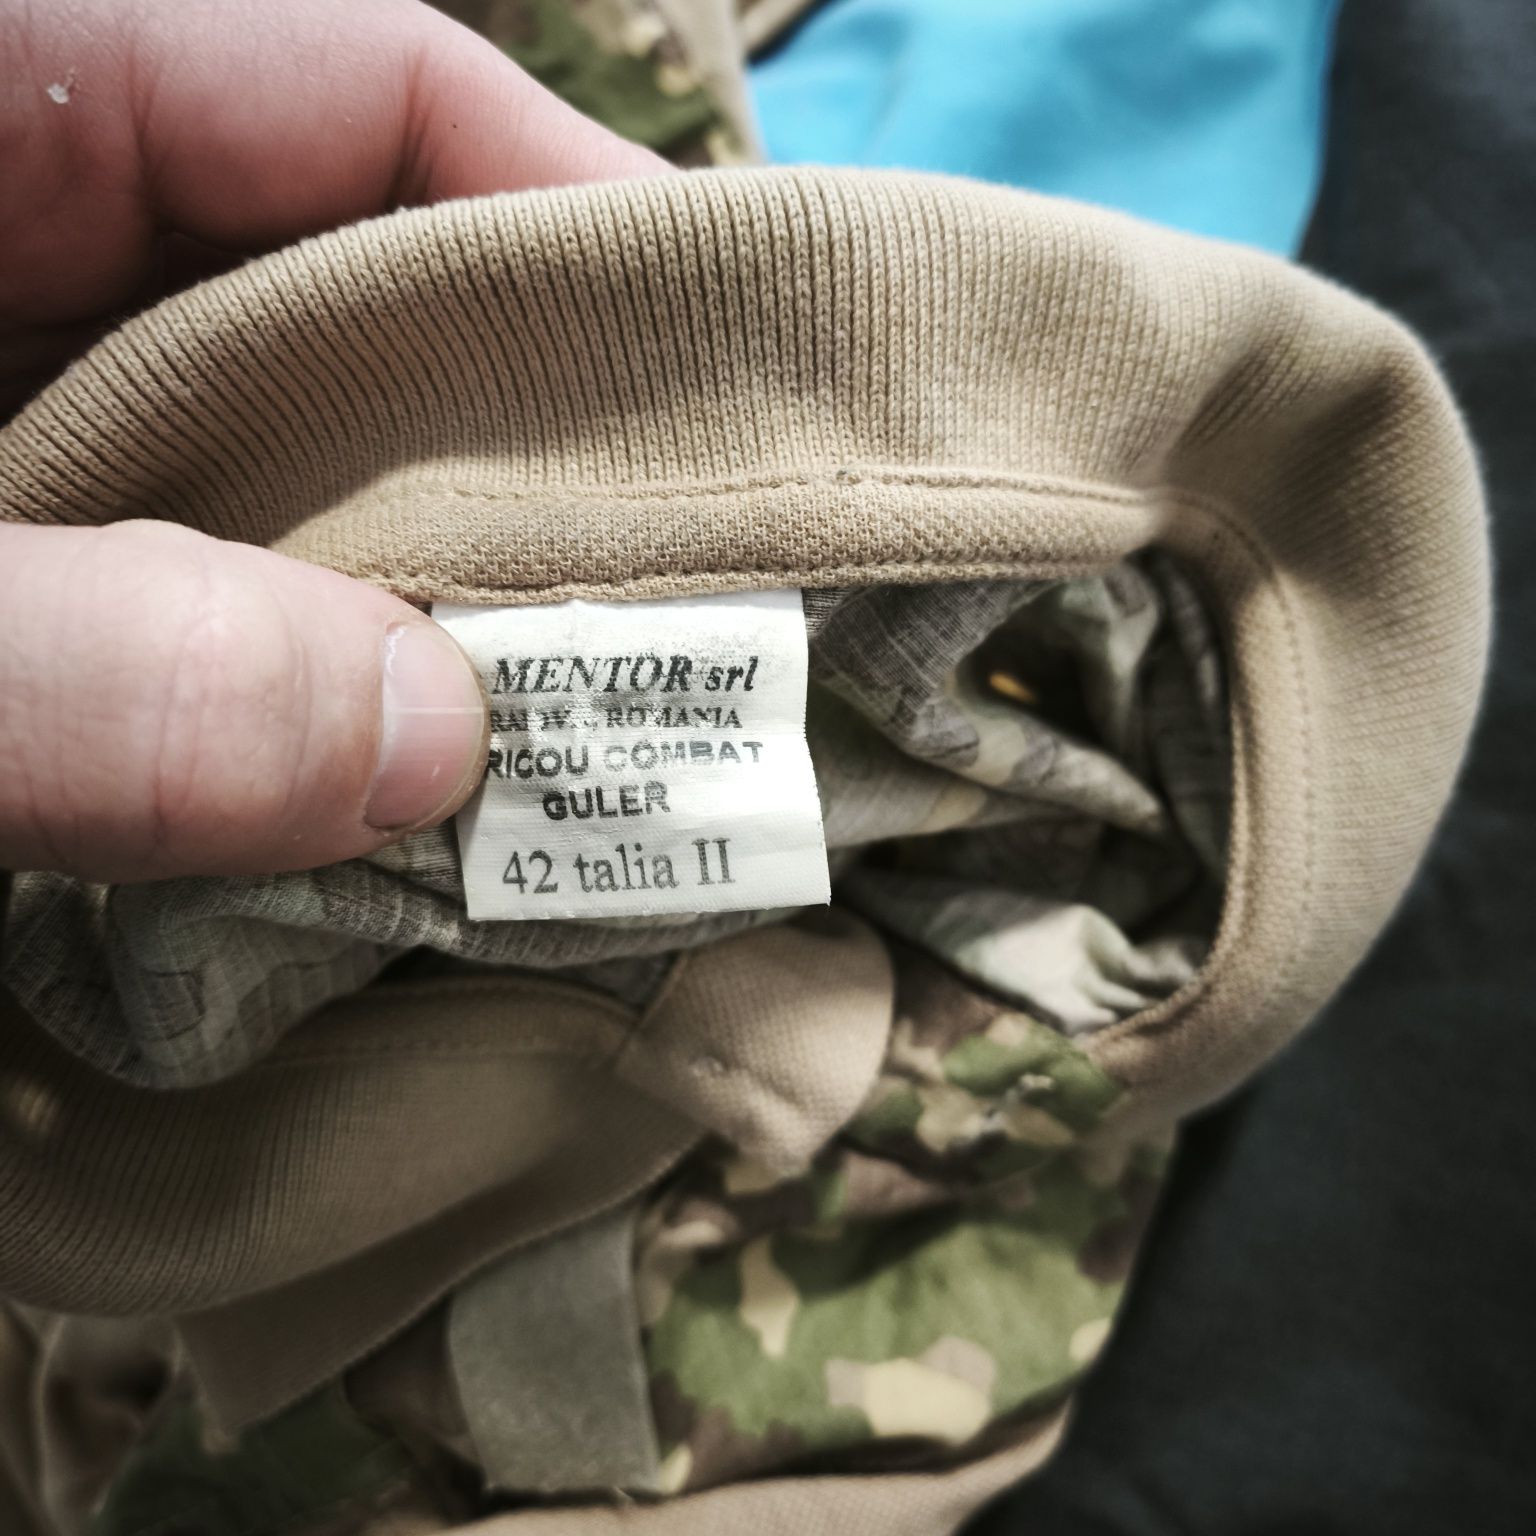 MENTOR srl
ROMANIA
RICOU COMBAT
GULER
42 talia II